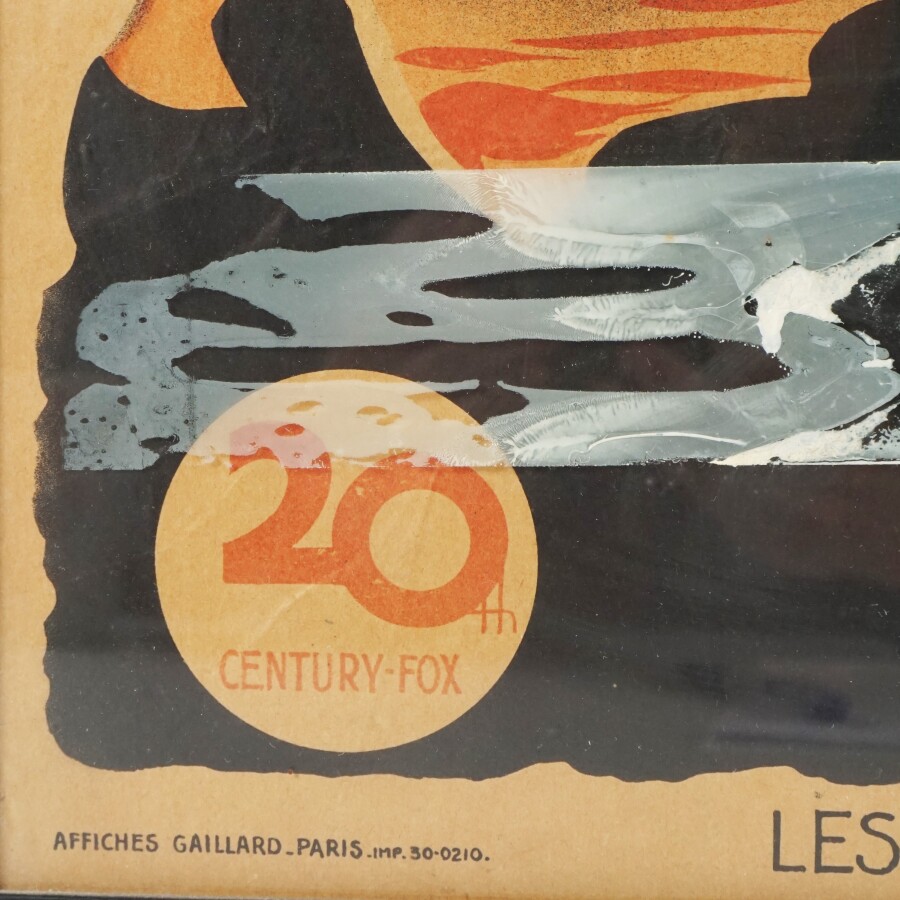 20th
CENTURY-FOX
LES
AFFICHES GAILLARD_PARIS.IMP. 30-0210.